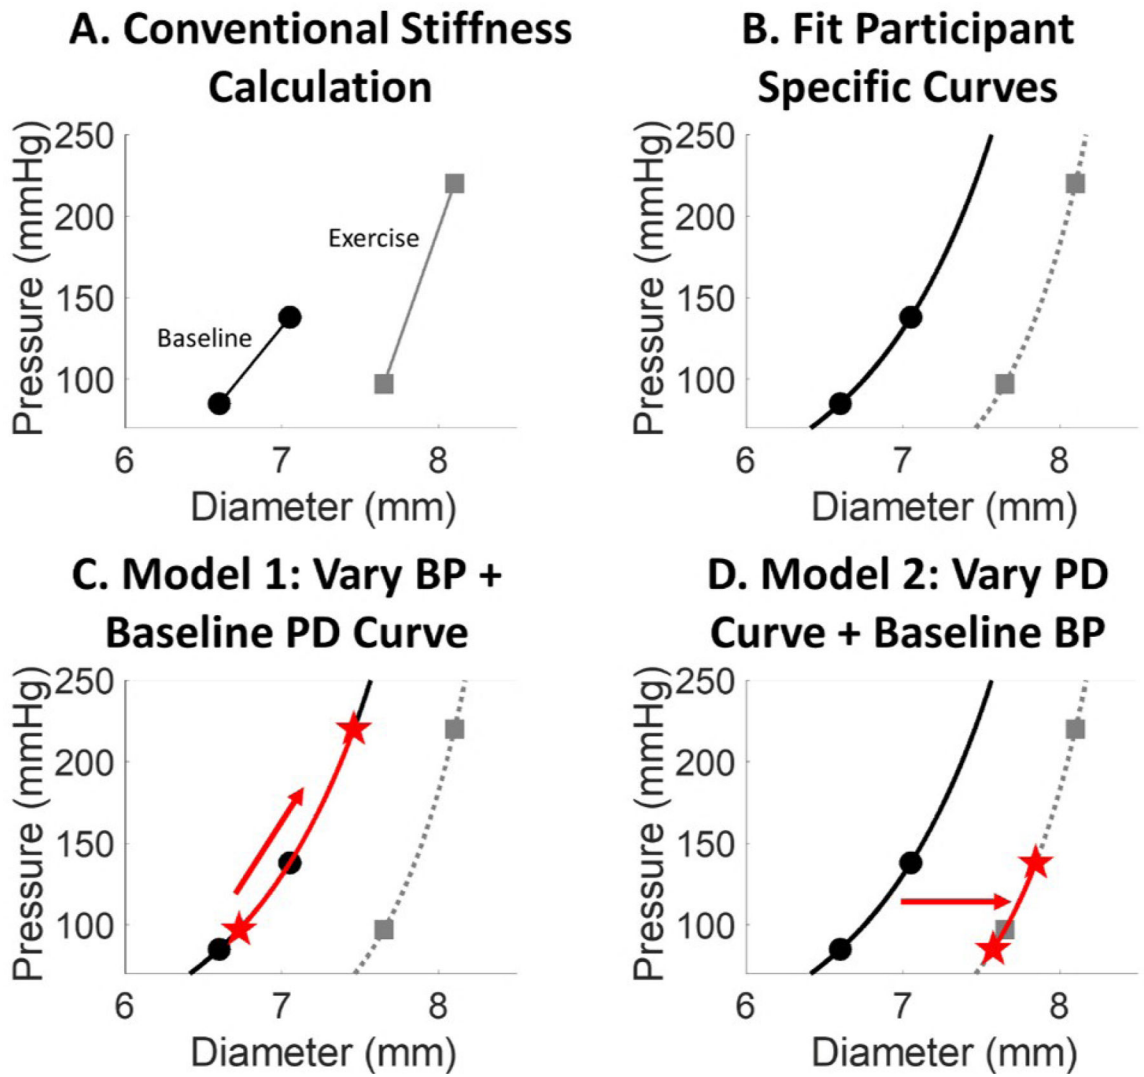 A. Conventional Stiffness
Calculation
Pressure (mmHg)
250
200
150
100
Exercise
Baseline
6 7 8
Diameter (mm)
B. Fit Participant
Specific Curves
Pressure (mmHg)
250
200
150
100
6 7 8
Diameter (mm)
C. Model 1: Vary BP +
Baseline PD Curve
Pressure (mmHg)
250
200
150
100
6 7 8
Diameter (mm)
D. Model 2: Vary PD
Curve + Baseline BP
Pressure (mmHg)
250
200
150
100
6 7 8
Diameter (mm)